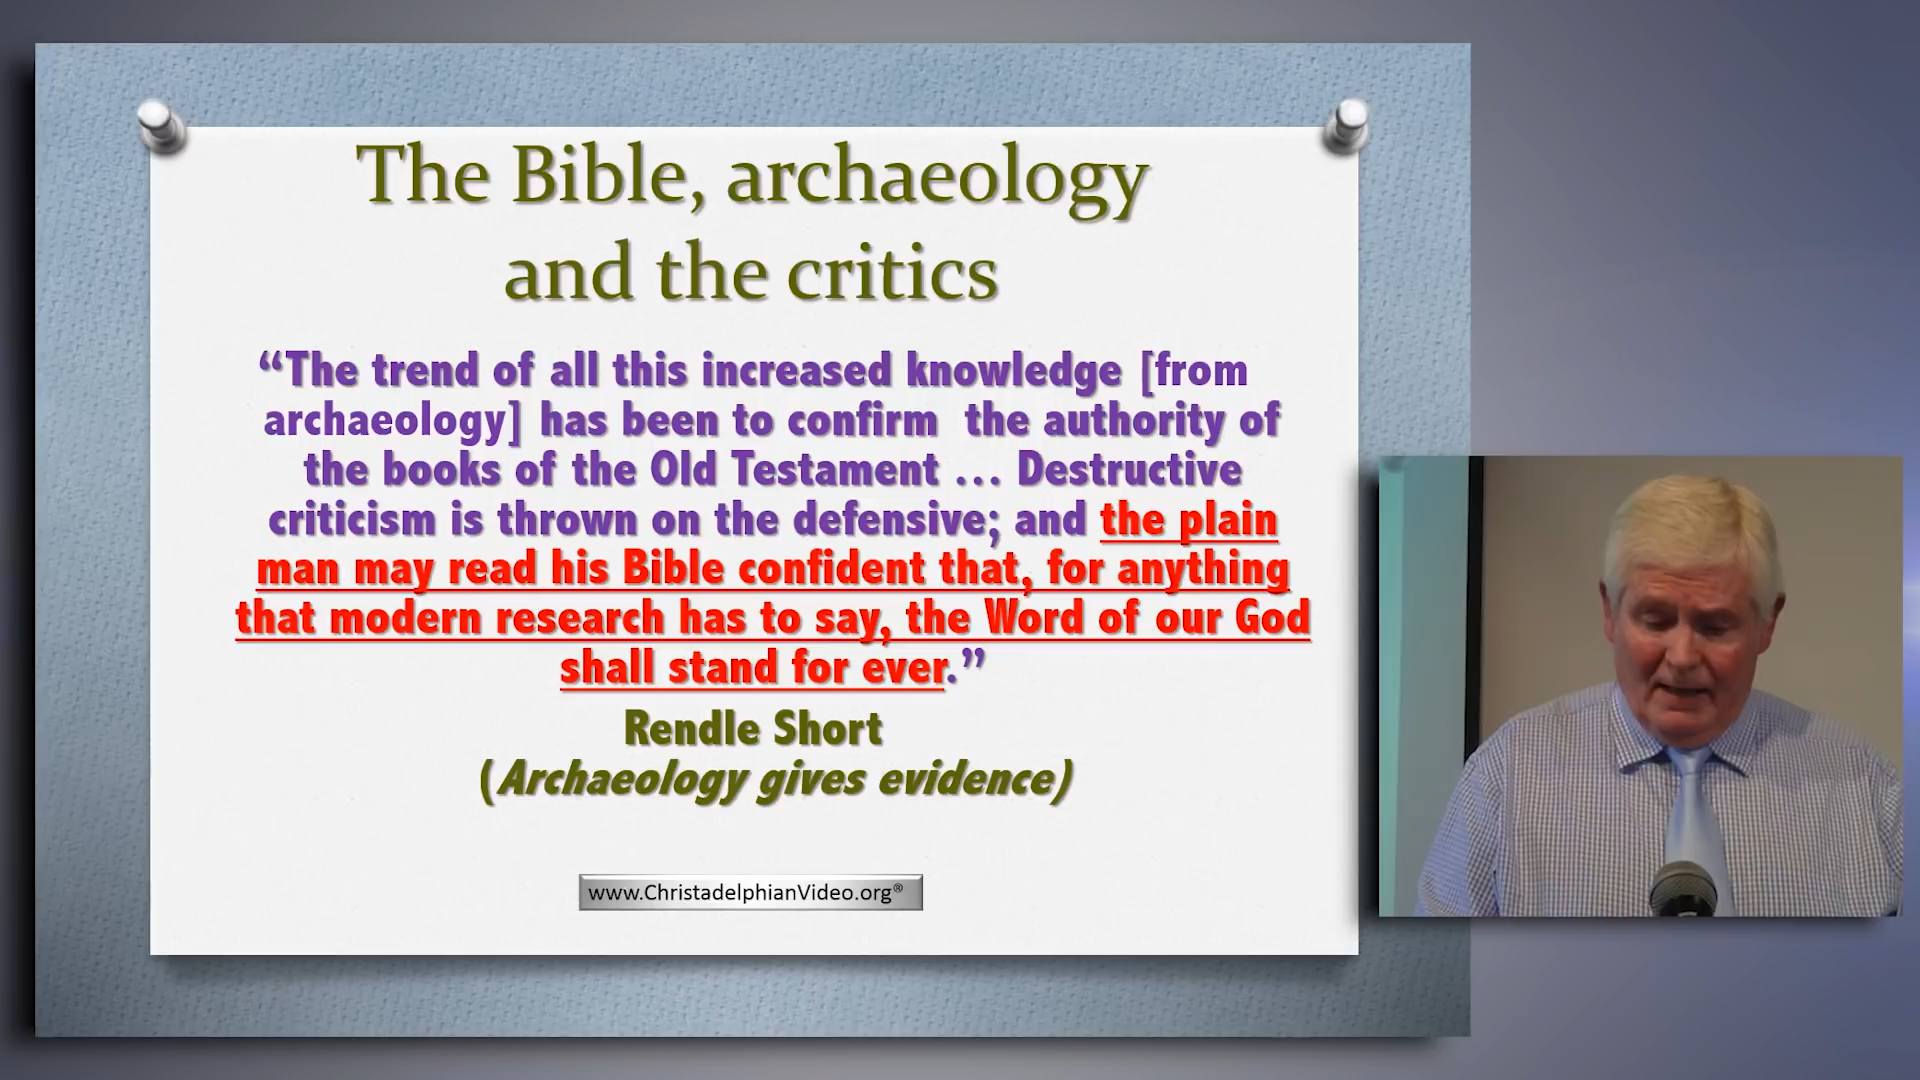 The Bible, archaeology
and the critics
“The trend of all this increased knowledge [from
archaeology] has been to confirm the authority of
the books of the Old Testament … Destructive
criticism is thrown on the defensive; and the plain
man may read his Bible confident that, for anything
that modern research has to say, the Word of our God
shall stand for ever.”
Rendle Short
(Archaeology gives evidence)
www.ChristadelphianVideo.org®